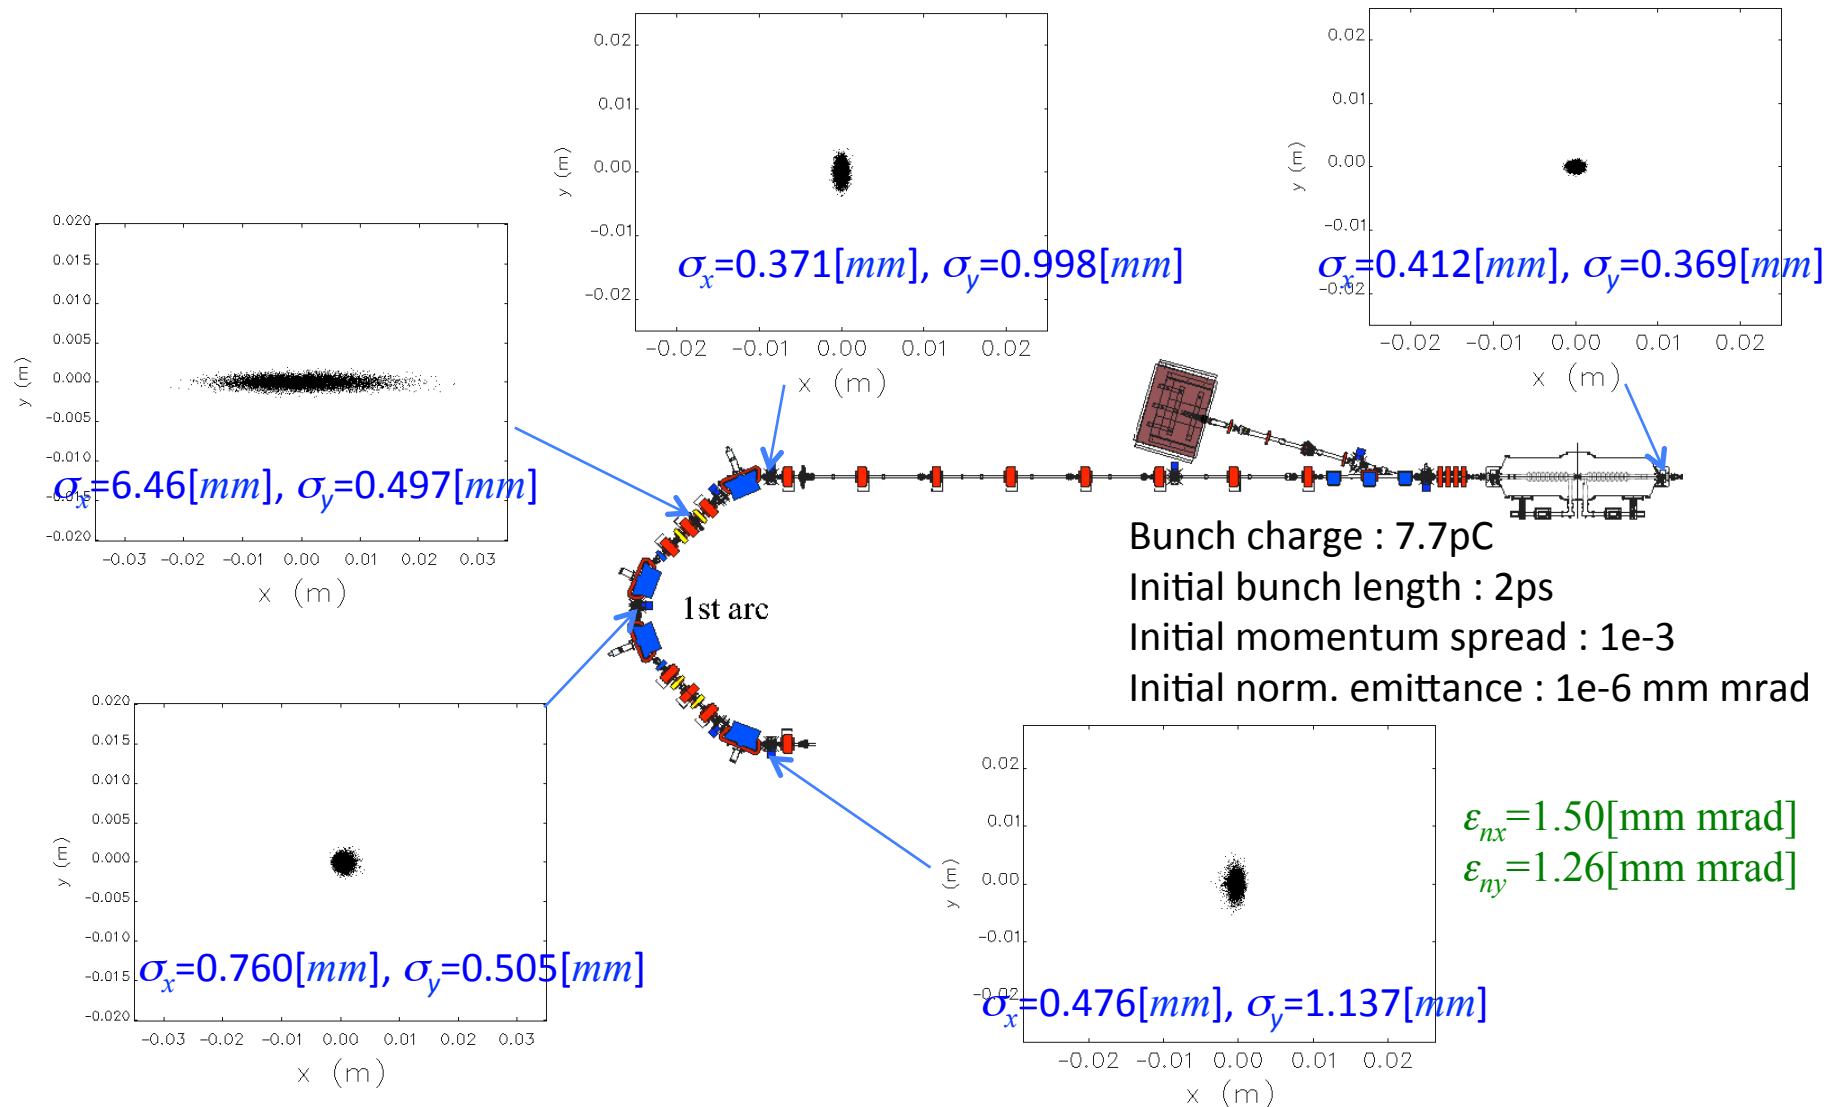 0.02
0.01
0.00
-0.01
-0.02
y (m)
σx=0.371[mm], σy=0.998[mm]
-0.02 -0.01 0.00 0.01 0.02
x (m)
0.02
0.01
0.00
-0.01
-0.02
y (m)
σx=0.412[mm], σy=0.369[mm]
-0.02 -0.01 0.00 0.01 0.02
x (m)
0.020
0.015
0.010
0.005
0.000
-0.005
-0.010
-0.015
-0.020
y (m)
σx=6.46[mm], σy=0.497[mm]
-0.03 -0.02 -0.01 0.00 0.01 0.02 0.03
x (m)
1st arc
Bunch charge : 7.7pC
Initial bunch length : 2ps
Initial momentum spread : 1e-3
Initial norm. emittance : 1e-6 mm mrad
0.020
0.015
0.010
0.005
0.000
-0.005
-0.010
-0.015
-0.020
y (m)
σx=0.760[mm], σy=0.505[mm]
-0.03 -0.02 -0.01 0.00 0.01 0.02 0.03
x (m)
0.02
0.01
0.00
-0.01
-0.02
y (m)
σx=0.476[mm], σy=1.137[mm]
-0.02 -0.01 0.00 0.01 0.02
x (m)
εnx=1.50[mm mrad]
εny=1.26[mm mrad]